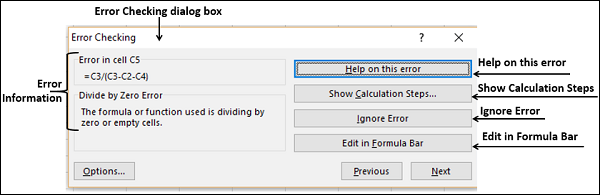 Error Checking dialog box
Error Checking
?
Error in cell C5
=C3/(C3-C2-C4)
Divide by Zero Error
The formula or function used is dividing by
zero or empty cells.
Error
Information
Help on this error
Help on this error
Show Calculation Steps...
Show Calculation Steps
Ignore Error
Ignore Error
Edit in Formula Bar
Edit in Formula Bar
Options...
Previous
Next